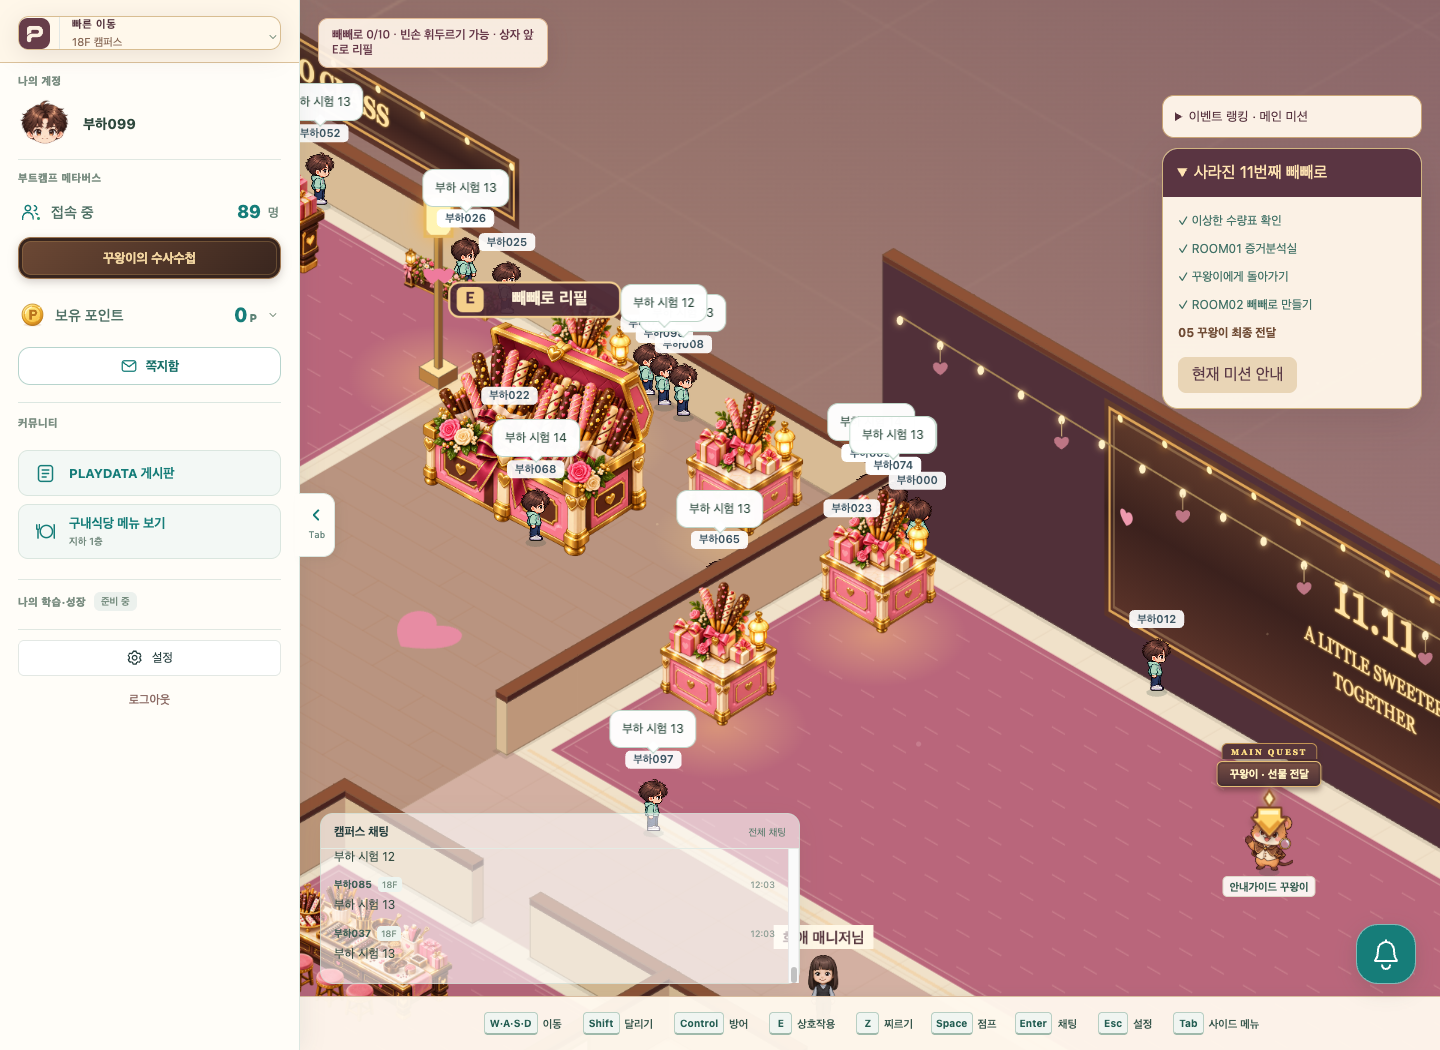 빠른 이동
18F 캠퍼스
나의 계정
부하099
부트캠프 메타버스
접속 중
89 명
꾸왕이의 수사수첩
P
보유 포인트
0 P
쪽지함
커뮤니티
PLAYDATA 게시판
구내식당 메뉴 보기
지하 1층
나의 학습·성장
준비 중
설정
로그아웃
빼빼로 0/10 · 빈손 휘두르기 가능 · 상자 앞
E로 리필
하 시험 13
부하052
부하 시험 13
부하026
부하025
E 빼빼로 리필
부하 시험 12
3
부하008
부하022
부하 시험 14
부하068
부하 시험 13
부하065
부하 시험 13
부하074
부하000
부하023
부하012
부하 시험 13
부하097
Tab
이벤트 랭킹 · 메인 미션
사라진 11번째 빼빼로
✓ 이상한 수량표 확인
✓ ROOM01 증거분석실
✓ 꾸왕이에게 돌아가기
✓ ROOM02 빼빼로 만들기
05 꾸왕이 최종 전달
현재 미션 안내
11.11
A LITTLE SWEETER
TOGETHER
MAIN QUEST
꾸왕이 · 선물 전달
안내가이드 꾸왕이
애 매니저님
캠퍼스 채팅
전체 채팅
부하 시험 12
부하085 18F 12:03
부하 시험 13
부하037 18F 12:03
부하 시험 13
W·A·S·D 이동
Shift 달리기
Control 방어
E 상호작용
Z 찌르기
Space 점프
Enter 채팅
Esc 설정
Tab 사이드 메뉴